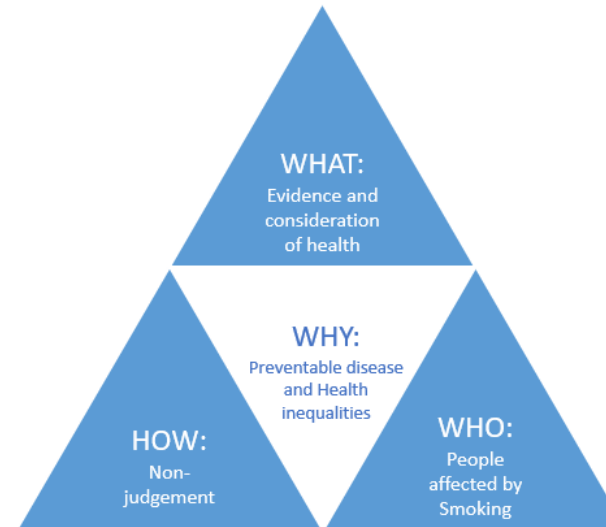 WHAT:
Evidence and
consideration
of health
WHY:
Preventable disease
and Health
inequalities
HOW:
Non-
judgement
WHO:
People
affected by
Smoking